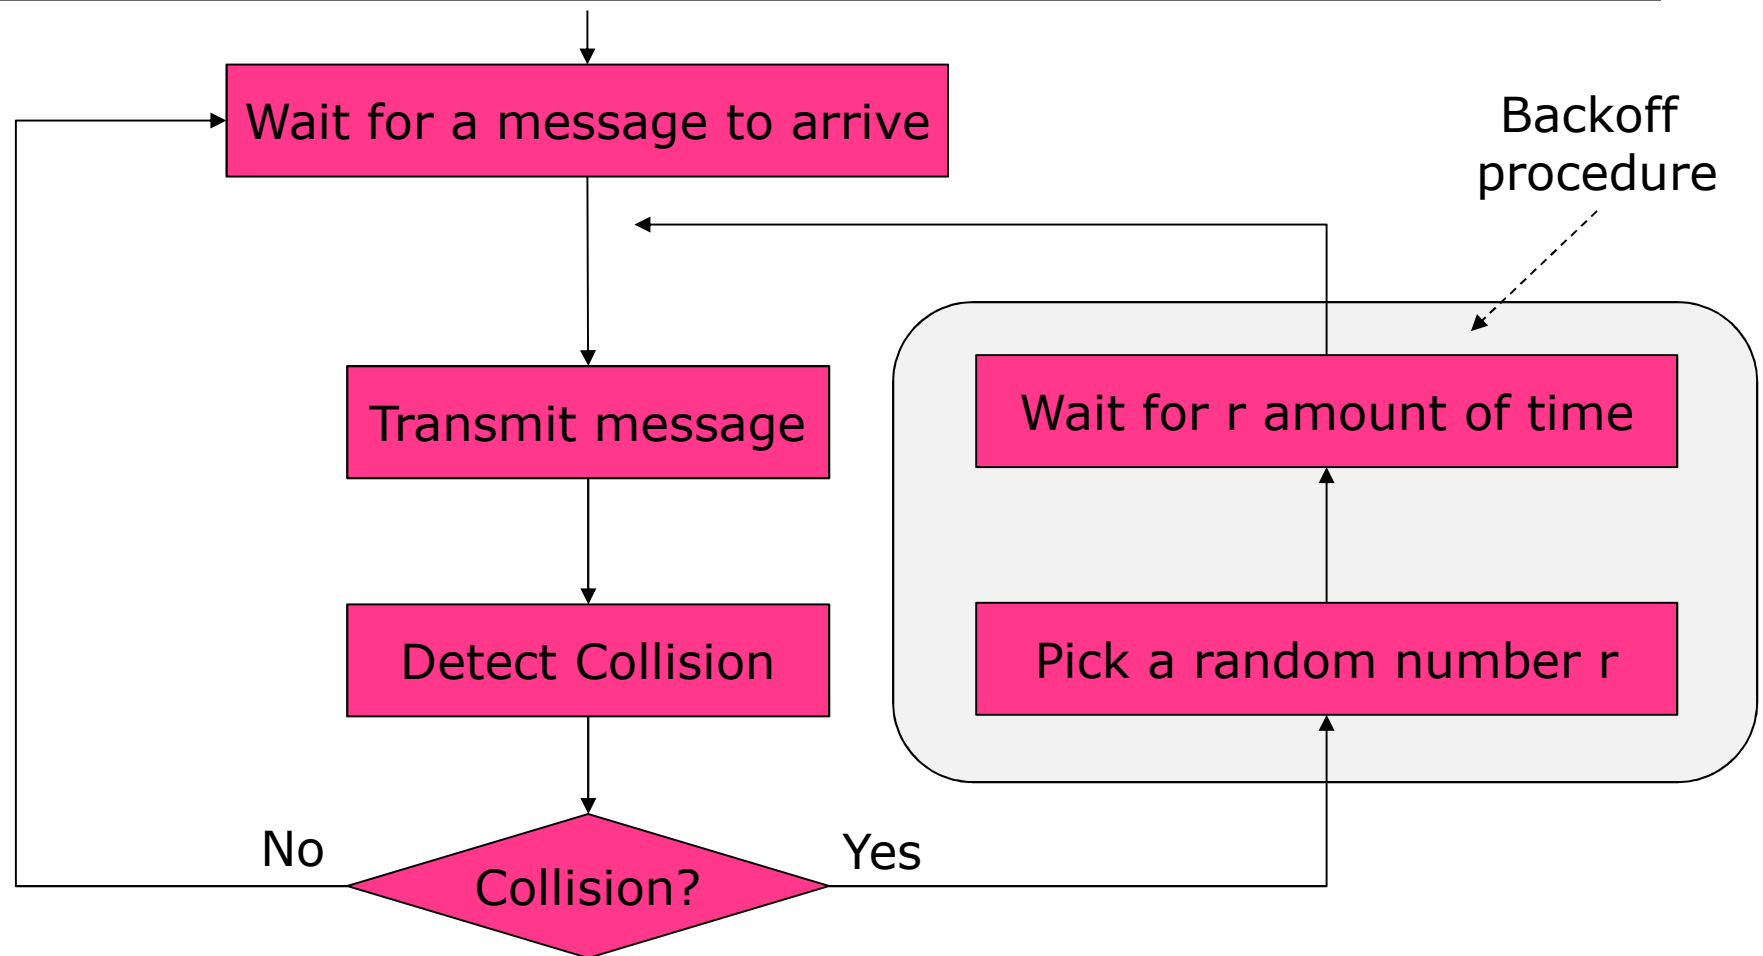 Wait for a message to arrive
Backoff
procedure
Transmit message
Wait for r amount of time
Detect Collision
Pick a random number r
No
Yes
Collision?